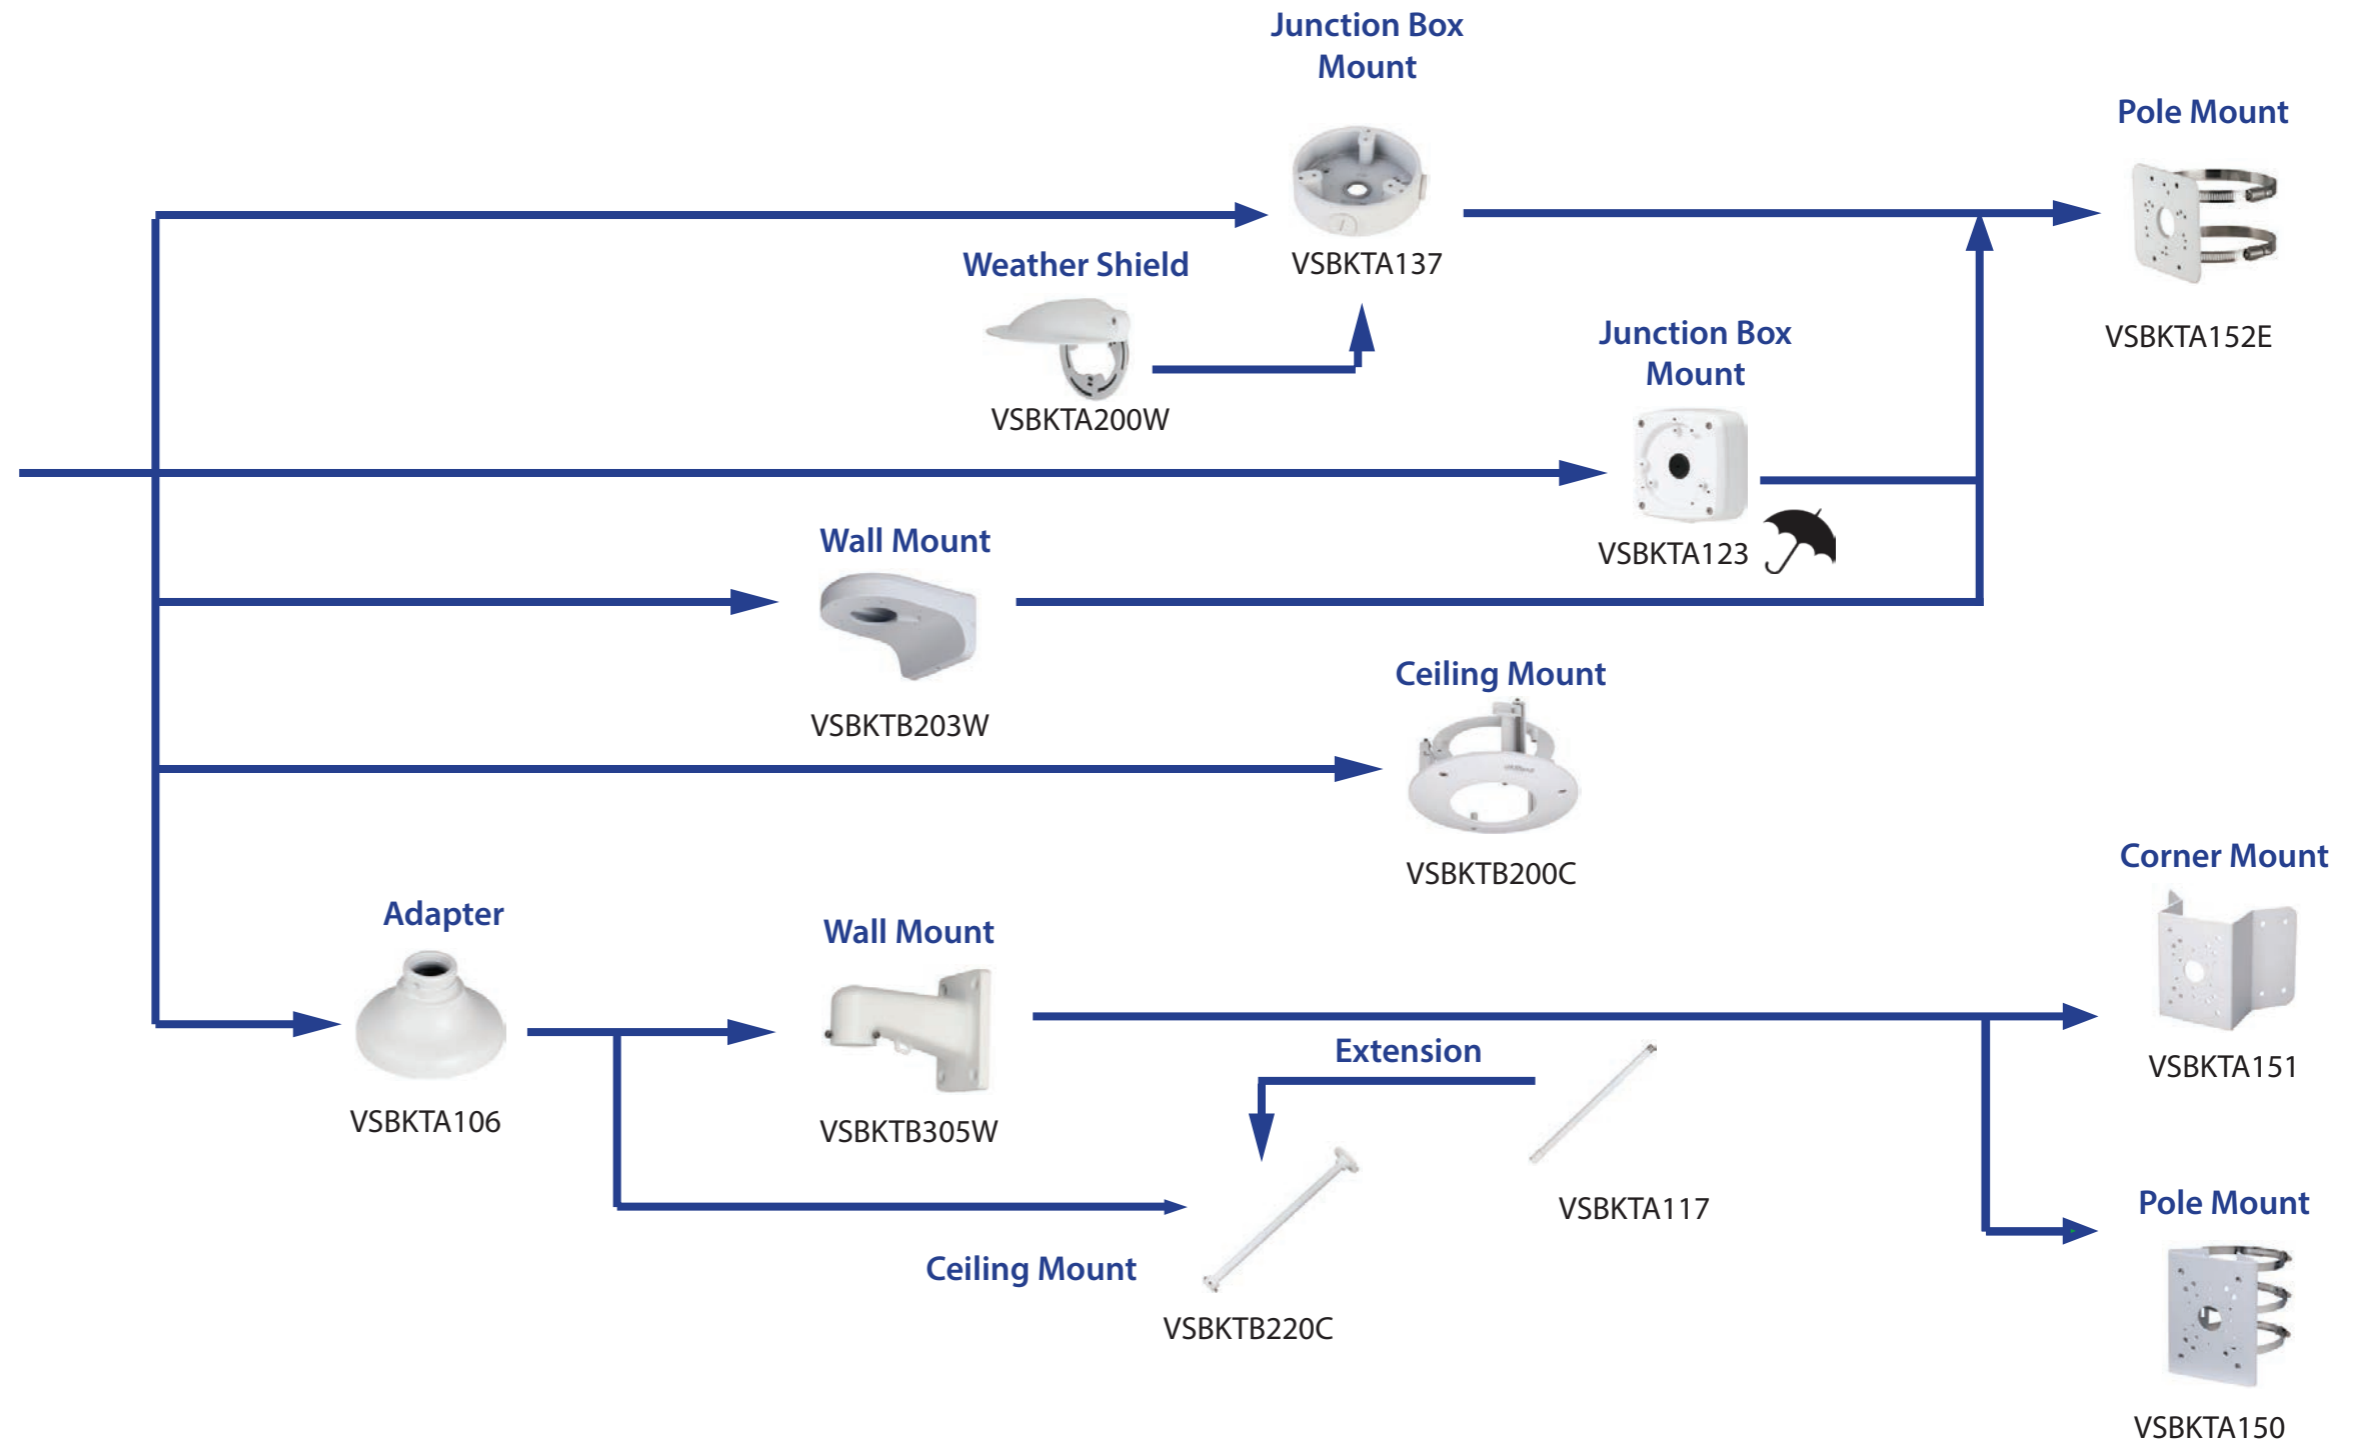 Junction Box
Mount
Pole Mount
Weather Shield
VSBKTA137
Junction Box
Mount
VSBKTA152E
VSBKTA200W
Wall Mount
VSBKTA123
Ceiling Mount
VSBKTB203W
Corner Mount
VSBKTB200C
Adapter
Wall Mount
Extension
VSBKTA151
VSBKTA106
VSBKTB305W
Pole Mount
VSBKTA117
Ceiling Mount
VSBKTB220C
VSBKTA150